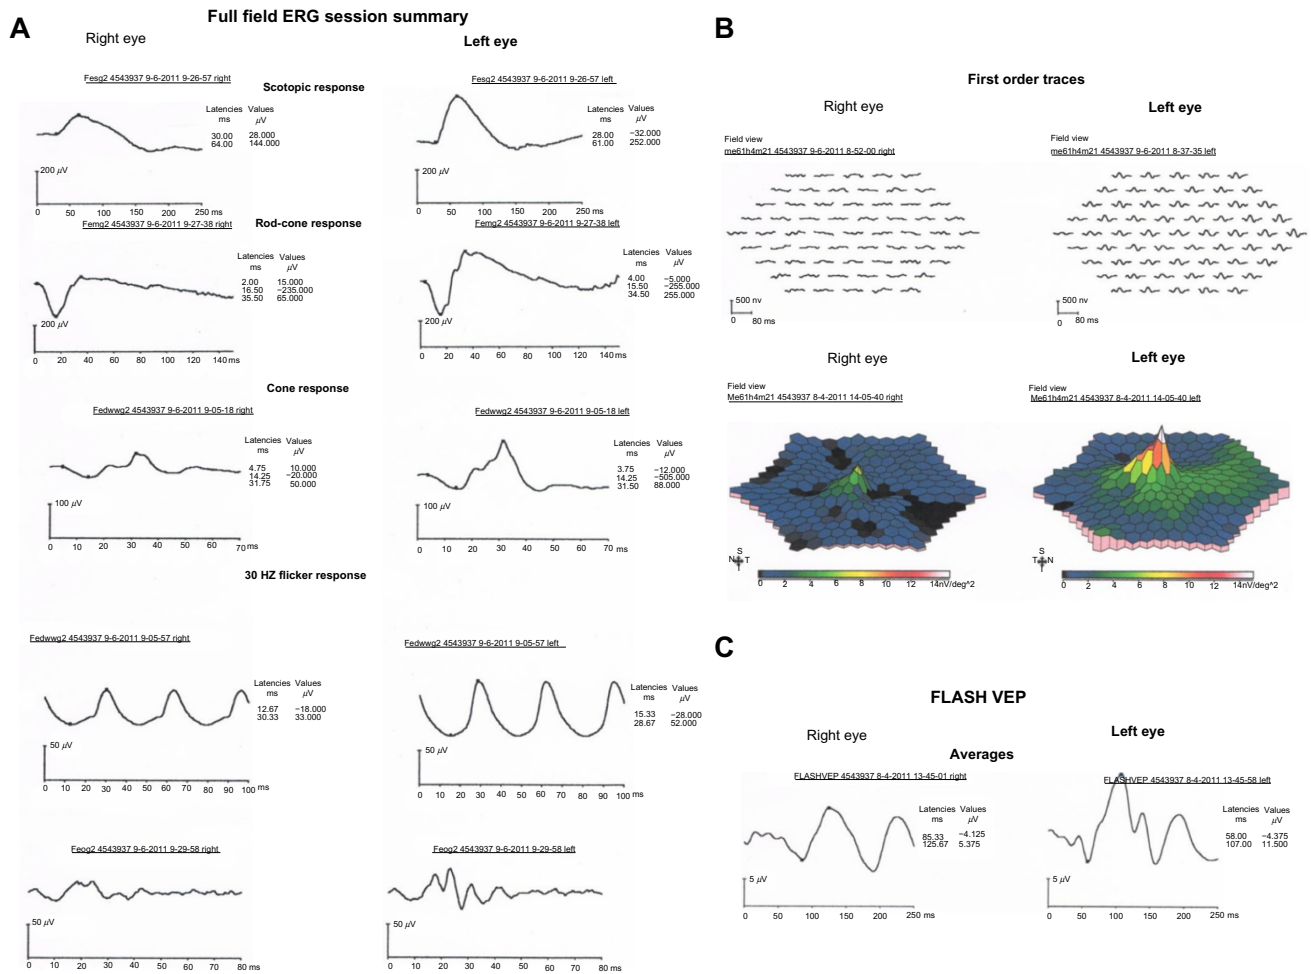 A
Full field ERG session summary
Right eye
Left eye
Fesg2 4543937 9-6-2011 9-26-57 right
Scotopic response
Fesg2 4543937 9-6-2011 9-26-57 left
Latencies Values
ms μV
30.00 28.000
64.00 144.000
Latencies Values
ms μV
28.00 −32.000
61.00 252.000
200 μV
0 50 100 150 200 250 ms
200 μV
0 50 100 150 200 250 ms
Femg2 4543937 9-6-2011 9-27-38 right
Rod-cone response
Femg2 4543937 9-6-2011 9-27-38 left
Latencies Values
ms μV
2.00 15.000
16.50 −235.000
35.50 65.000
Latencies Values
ms μV
4.00 −5.000
15.50 −255.000
34.50 255.000
200 μV
0 20 40 60 80 100 120 140 ms
200 μV
0 20 40 60 80 100 120 140 ms
Cone response
Fedwwg2 4543937 9-6-2011 9-05-18 right
Fedwwg2 4543937 9-6-2011 9-05-18 left
Latencies Values
ms μV
4.75 10.000
14.25 −20.000
31.75 50.000
Latencies Values
ms μV
3.75 −12.000
14.25 −505.000
31.50 88.000
100 μV
0 10 20 30 40 50 60 70 ms
100 μV
0 10 20 30 40 50 60 70 ms
30 HZ flicker response
Fedwwg2 4543937 9-6-2011 9-05-57 right
Fedwwg2 4543937 9-6-2011 9-05-57 left
Latencies Values
ms μV
12.67 −18.000
30.33 33.000
Latencies Values
ms μV
15.33 −28.000
28.67 52.000
50 μV
0 10 20 30 40 50 60 70 80 90 100 ms
50 μV
0 10 20 30 40 50 60 70 80 90 100 ms
Feog2 4543937 9-6-2011 9-29-58 right
Feog2 4543937 9-6-2011 9-29-58 left
50 μV
0 10 20 30 40 50 60 70 80 ms
50 μV
0 10 20 30 40 50 60 70 80 ms
B
First order traces
Right eye
Left eye
Field view
me61h4m21 4543937 9-6-2011 8-52-00 right
Field view
me61h4m21 4543937 9-6-2011 8-37-35 left
500 nv
0 80 ms
500 nv
0 80 ms
Right eye
Left eye
Field view
Me61h4m21 4543937 8-4-2011 14-05-40 right
Field view
Me61h4m21 4543937 8-4-2011 14-05-40 left
S
N T
0 2 4 6 8 10 12 14nV/deg^2
S
T N
0 2 4 6 8 10 12 14nV/deg^2
C
FLASH VEP
Right eye
Left eye
Averages
FLASHVEP 4543937 8-4-2011 13-45-01 right
FLASHVEP 4543937 8-4-2011 13-45-58 left
Latencies Values
ms μV
85.33 −4.125
125.67 5.375
Latencies Values
ms μV
58.00 −4.375
107.00 11.500
5 μV
0 50 100 150 200 250 ms
5 μV
0 50 100 150 200 250 ms